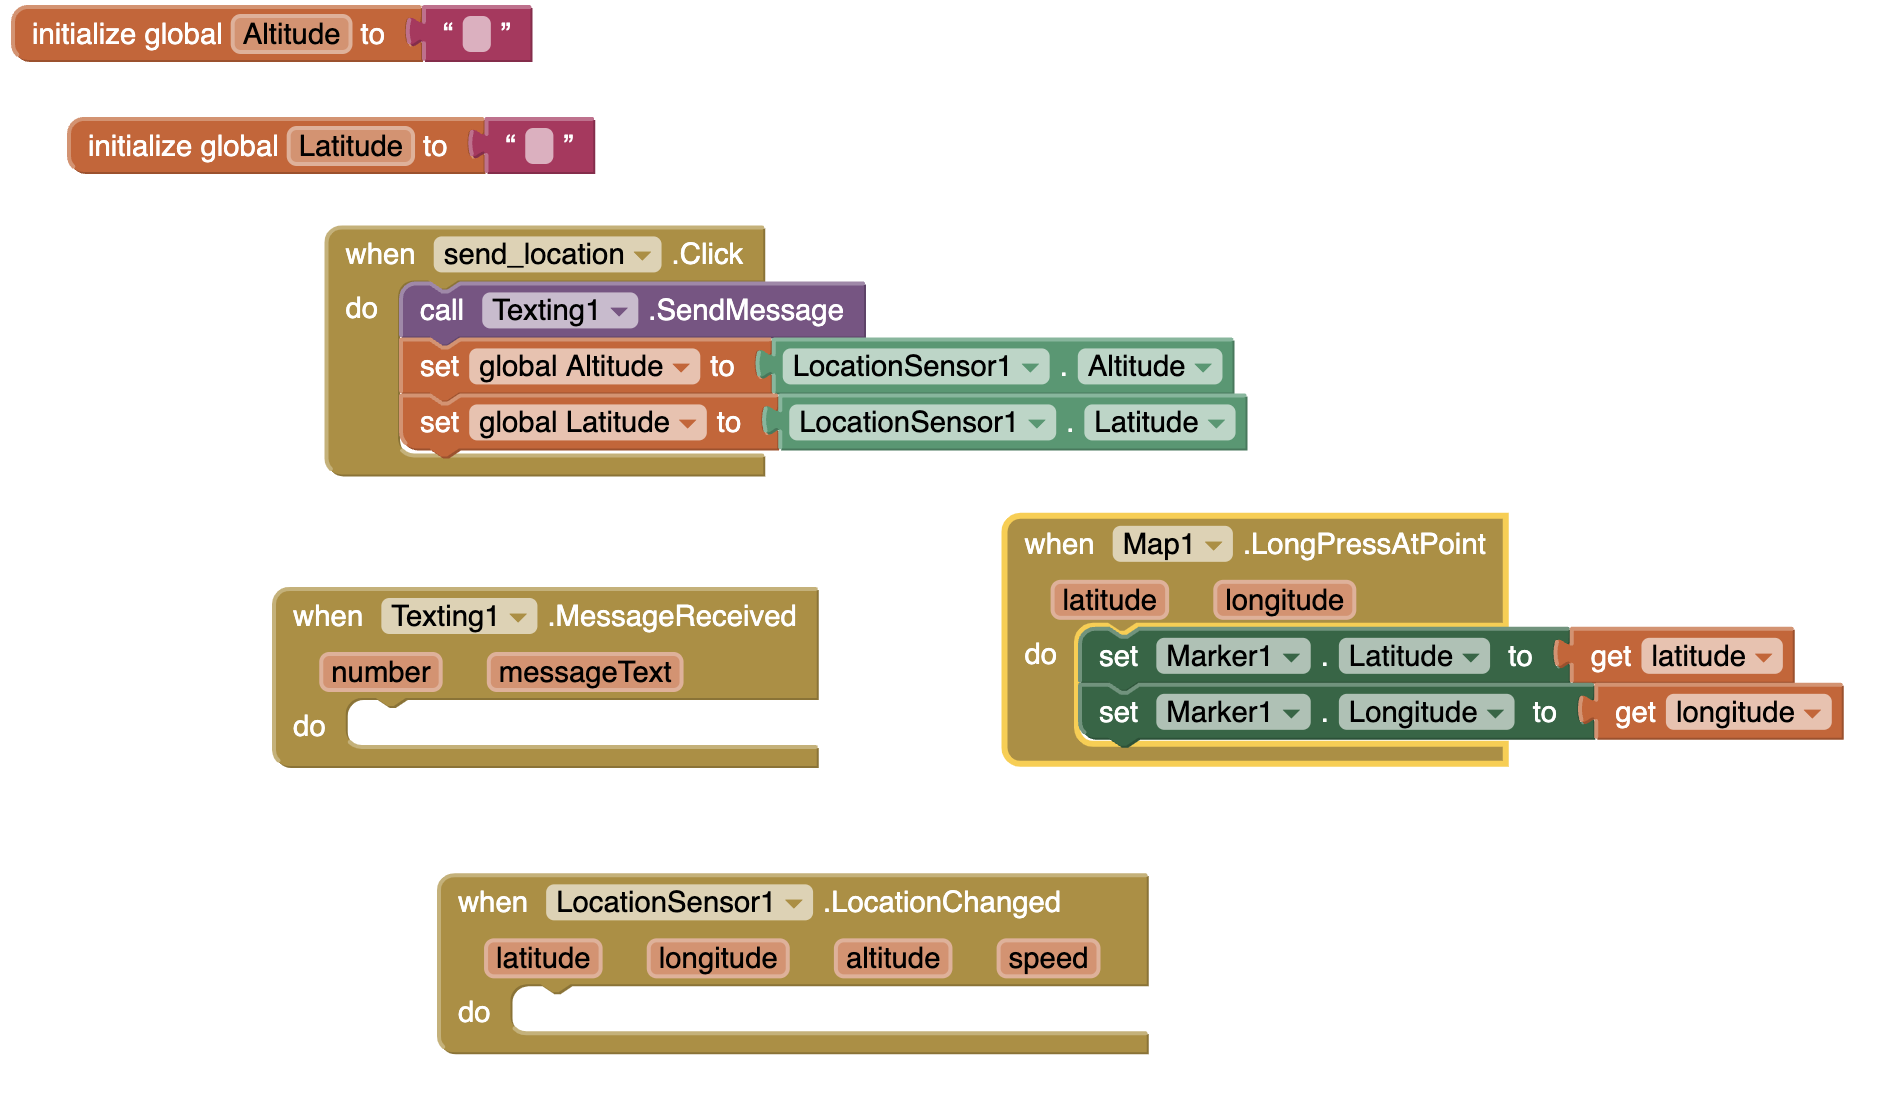 initialize global Altitude to “ ”
initialize global Latitude to “ ”
when send_location .Click
do call Texting1 .SendMessage
set global Altitude to LocationSensor1 . Altitude
set global Latitude to LocationSensor1 . Latitude
when Map1 .LongPressAtPoint
latitude longitude
do set Marker1 . Latitude to get latitude
set Marker1 . Longitude to get longitude
when Texting1 .MessageReceived
number messageText
do
when LocationSensor1 .LocationChanged
latitude longitude altitude speed
do